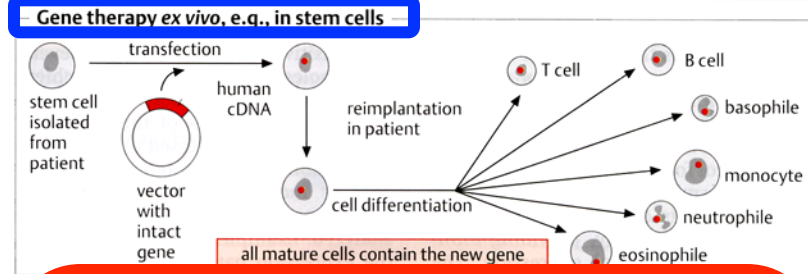 Gene therapy ex vivo, e.g., in stem cells
transfection
stem cell
isolated
from
patient
vector
with
intact
gene
human
cDNA
reimplantation
in patient
cell differentiation
T cell
B cell
basophile
monocyte
neutrophile
eosinophile
all mature cells contain the new gene